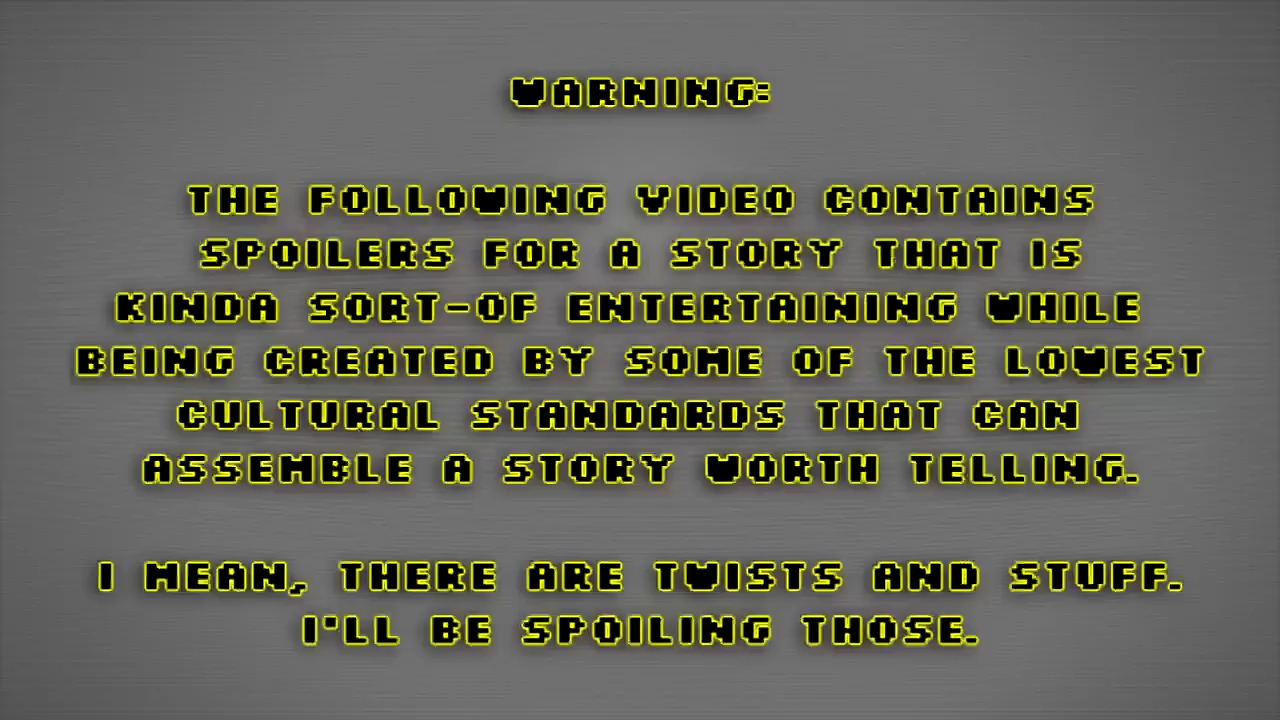 WARNING:
THE FOLLOWING VIDEO CONTAINS
SPOILERS FOR A STORY THAT IS
KINDA SORT-OF ENTERTAINING WHILE
BEING CREATED BY SOME OF THE LOWEST
CULTURAL STANDARDS THAT CAN
ASSEMBLE A STORY WORTH TELLING.
I MEAN, THERE ARE TWISTS AND STUFF.
I'LL BE SPOILING THOSE.